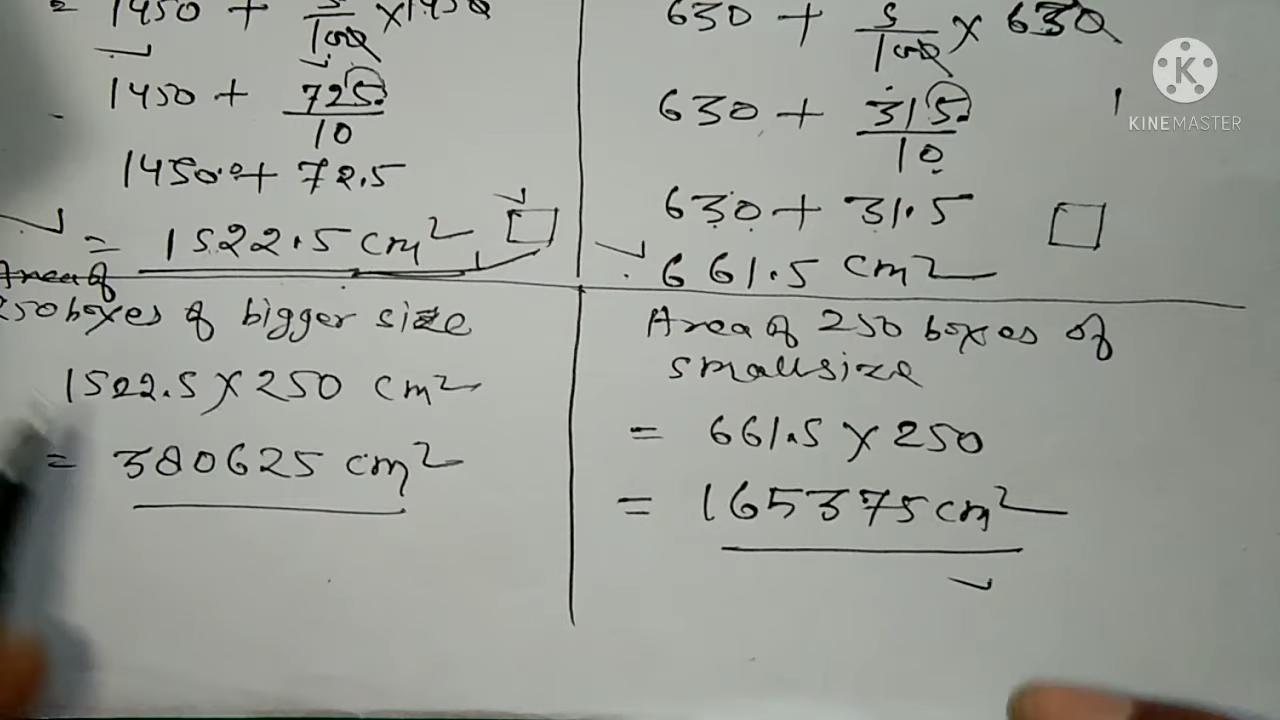 = 1450 + 5/100 × 1450
1450 + 725/10
1450 + 72.5
= 1522.5 cm²
Area of
250 boxes of bigger size
1522.5 × 250 cm²
= 380625 cm²
630 + 5/100 × 630
630 + 315/10
630 + 31.5
661.5 cm²
Area of 250 boxes of
small size
= 661.5 × 250
= 165375 cm²
K
KINEMASTER